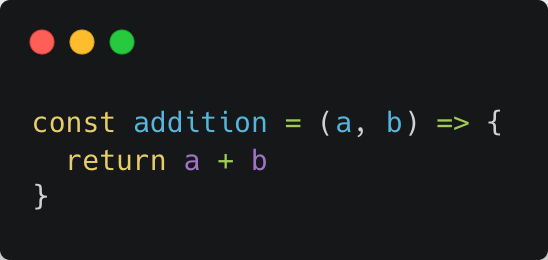 const addition = (a, b) => {
  return a + b
}